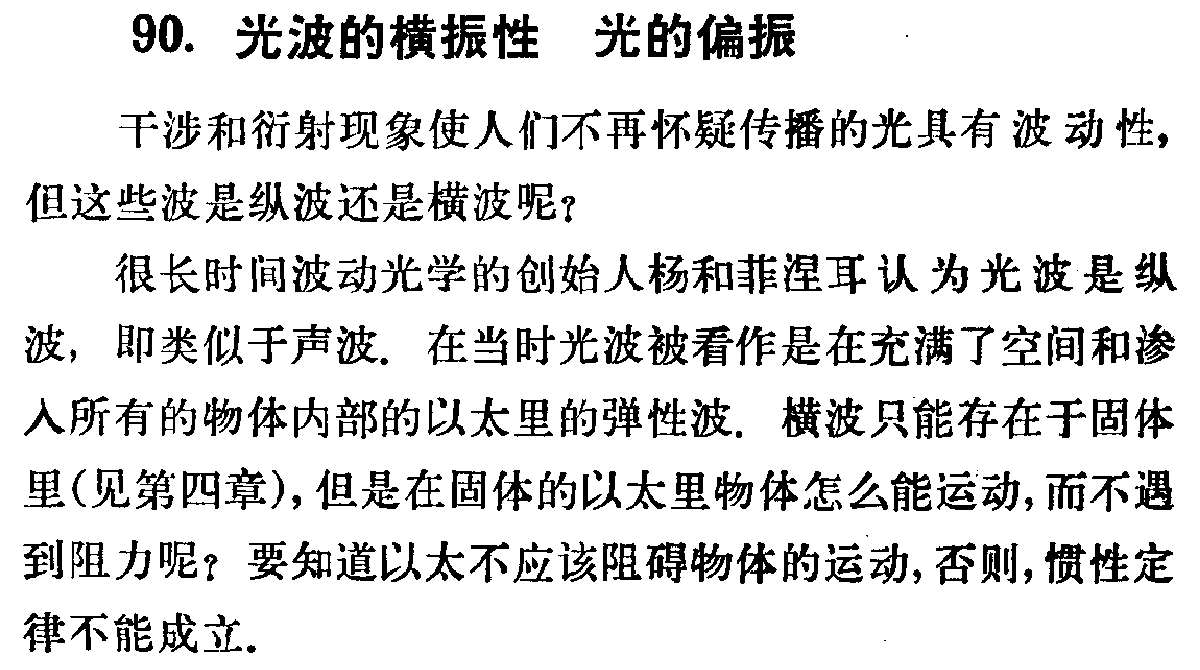 90. 光波的横振性　光的偏振
干涉和衍射现象使人们不再怀疑传播的光具有波动性，
但这些波是纵波还是横波呢？
很长时间波动光学的创始人杨和菲涅耳认为光波是纵
波，即类似于声波．在当时光波被看作是在充满了空间和渗
入所有的物体内部的以太里的弹性波．横波只能存在于固体
里(见第四章)，但是在固体的以太里物体怎么能运动，而不遇
到阻力呢？要知道以太不应该阻碍物体的运动，否则，惯性定
律不能成立．